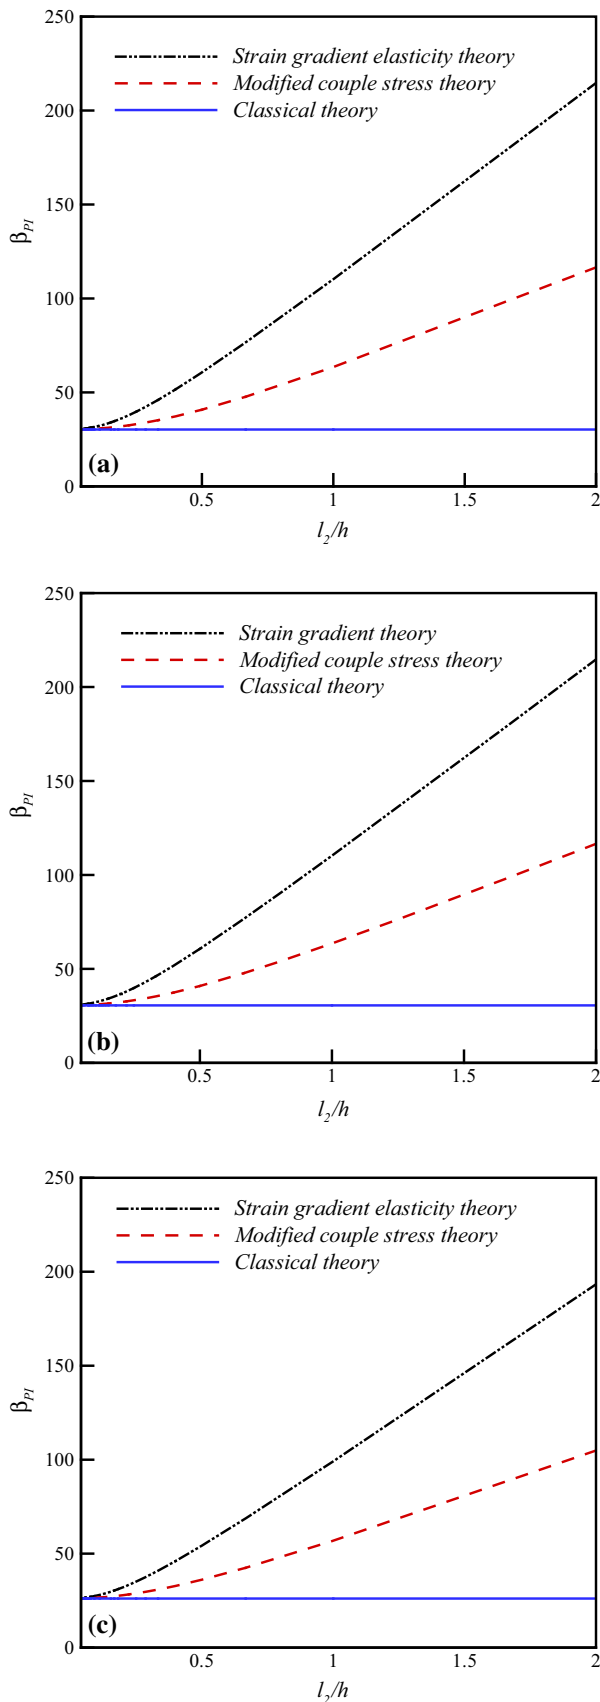 250
Strain gradient elasticity theory
Modified couple stress theory
Classical theory
200
150
β_PI
100
50
(a)
0
0.5 1 1.5 2
l_2/h
250
Strain gradient theory
Modified couple stress theory
Classical theory
200
150
β_PI
100
50
(b)
0
0.5 1 1.5 2
l_2/h
250
Strain gradient elasticity theory
Modified couple stress theory
Classical theory
200
150
β_PI
100
50
(c)
0
0.5 1 1.5 2
l_2/h